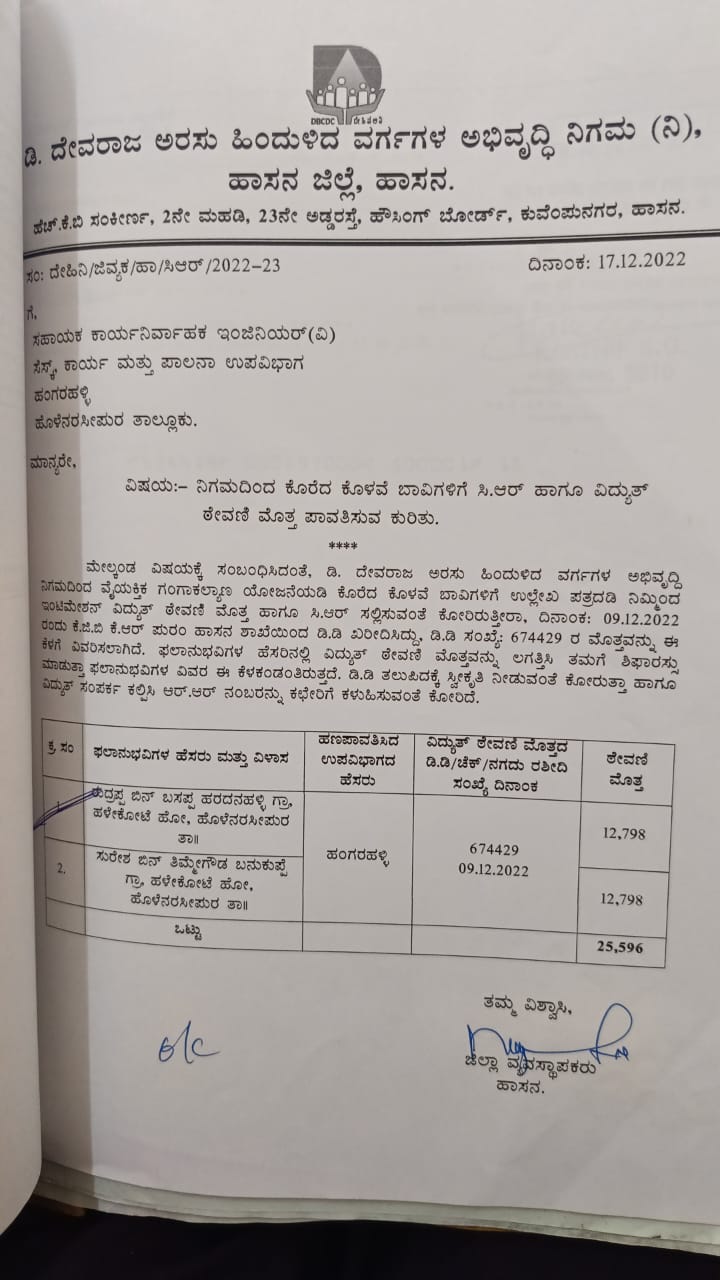 DBCDC ದೇಹಿವಅನಿ
ಡಿ. ದೇವರಾಜ ಅರಸು ಹಿಂದುಳಿದ ವರ್ಗಗಳ ಅಭಿವೃದ್ಧಿ ನಿಗಮ (ನಿ),
ಹಾಸನ ಜಿಲ್ಲೆ, ಹಾಸನ.
ಹೆಚ್.ಕೆ.ಬಿ ಸಂಕೀರ್ಣ, 2ನೇ ಮಹಡಿ, 23ನೇ ಅಡ್ಡರಸ್ತೆ, ಹೌಸಿಂಗ್ ಬೋರ್ಡ್, ಕುವೆಂಪುನಗರ, ಹಾಸನ.
ಸಂ: ದೇಹಿನಿ/ಜಿವ್ಯಕ/ಹಾ/ಸಿಆರ್/2022-23 ದಿನಾಂಕ: 17.12.2022
ಗೆ,
ಸಹಾಯಕ ಕಾರ್ಯನಿರ್ವಾಹಕ ಇಂಜಿನಿಯರ್(ವಿ)
ಸೆಸ್ಕ್, ಕಾರ್ಯ ಮತ್ತು ಪಾಲನಾ ಉಪವಿಭಾಗ
ಹಂಗರಹಳ್ಳಿ
ಹೊಳೆನರಸೀಪುರ ತಾಲ್ಲೂಕು.
ಮಾನ್ಯರೇ,
ವಿಷಯ:– ನಿಗಮದಿಂದ ಕೊರೆದ ಕೊಳವೆ ಬಾವಿಗಳಿಗೆ ಸಿ.ಆರ್ ಹಾಗೂ ವಿದ್ಯುತ್
ಠೇವಣಿ ಮೊತ್ತ ಪಾವತಿಸುವ ಕುರಿತು.
****
ಮೇಲ್ಕಂಡ ವಿಷಯಕ್ಕೆ ಸಂಬಂಧಿಸಿದಂತೆ, ಡಿ. ದೇವರಾಜ ಅರಸು ಹಿಂದುಳಿದ ವರ್ಗಗಳ ಅಭಿವೃದ್ಧಿ
ನಿಗಮದಿಂದ ವೈಯಕ್ತಿಕ ಗಂಗಾಕಲ್ಯಾಣ ಯೋಜನೆಯಡಿ ಕೊರೆದ ಕೊಳವೆ ಬಾವಿಗಳಿಗೆ ಉಲ್ಲೇಖ ಪತ್ರದಡಿ ನಿಮ್ಮಿಂದ
ಇಂಟಿಮೇಶನ್ ವಿದ್ಯುತ್ ಠೇವಣಿ ಮೊತ್ತ ಹಾಗೂ ಸಿ.ಆರ್ ಸಲ್ಲಿಸುವಂತೆ ಕೋರಿರುತ್ತೀರಾ, ದಿನಾಂಕ: 09.12.2022
ರಂದು ಕೆ.ಜಿ.ಬಿ ಕೆ.ಆರ್ ಪುರಂ ಹಾಸನ ಶಾಖೆಯಿಂದ ಡಿ.ಡಿ ಖರೀದಿಸಿದ್ದು, ಡಿ.ಡಿ ಸಂಖ್ಯೆ: 674429 ರ ಮೊತ್ತವನ್ನು ಈ
ಕೆಳಗೆ ವಿವರಿಸಲಾಗಿದೆ. ಫಲಾನುಭವಿಗಳ ಹೆಸರಿನಲ್ಲಿ ವಿದ್ಯುತ್ ಠೇವಣಿ ಮೊತ್ತವನ್ನು ಲಗತ್ತಿಸಿ ತಮಗೆ ಶಿಫಾರಸ್ಸು
ಮಾಡುತ್ತಾ ಫಲಾನುಭವಿಗಳ ವಿವರ ಈ ಕೆಳಕಂಡಂತಿರುತ್ತದೆ. ಡಿ.ಡಿ ತಲುಪಿದಕ್ಕೆ ಸ್ವೀಕೃತಿ ನೀಡುವಂತೆ ಕೋರುತ್ತಾ ಹಾಗೂ
ವಿದ್ಯುತ್ ಸಂಪರ್ಕ ಕಲ್ಪಿಸಿ ಆರ್.ಆರ್ ನಂಬರನ್ನು ಕಛೇರಿಗೆ ಕಳುಹಿಸುವಂತೆ ಕೋರಿದೆ.
ಕ್ರ. ಸಂ ಫಲಾನುಭವಿಗಳ ಹೆಸರು ಮತ್ತು ವಿಳಾಸ ಹಣಪಾವತಿಸಿದ ವಿದ್ಯುತ್ ಠೇವಣಿ ಮೊತ್ತದ ಠೇವಣಿ
ಉಪವಿಭಾಗದ ಡಿ.ಡಿ/ಚೆಕ್/ನಗದು ರಶೀದಿ ಮೊತ್ತ
ಹೆಸರು ಸಂಖ್ಯೆ ದಿನಾಂಕ
1. ರುದ್ರಪ್ಪ ಬಿನ್ ಬಸಪ್ಪ ಹರದನಹಳ್ಳಿ ಗ್ರಾ,
ಹಳೇಕೋಟೆ ಹೋ, ಹೊಳೆನರಸೀಪುರ 12,798
ತಾ॥
ಹಂಗರಹಳ್ಳಿ 674429
09.12.2022
2. ಸುರೇಶ ಬಿನ್ ತಿಮ್ಮೇಗೌಡ ಬನುಕುಪ್ಪೆ
ಗ್ರಾ, ಹಳೇಕೋಟೆ ಹೋ, 12,798
ಹೊಳೆನರಸೀಪುರ ತಾ॥
ಒಟ್ಟು 25,596
ತಮ್ಮ ವಿಶ್ವಾಸಿ,
o/c
ಜಿಲ್ಲಾ ವ್ಯವಸ್ಥಾಪಕರು
ಹಾಸನ.